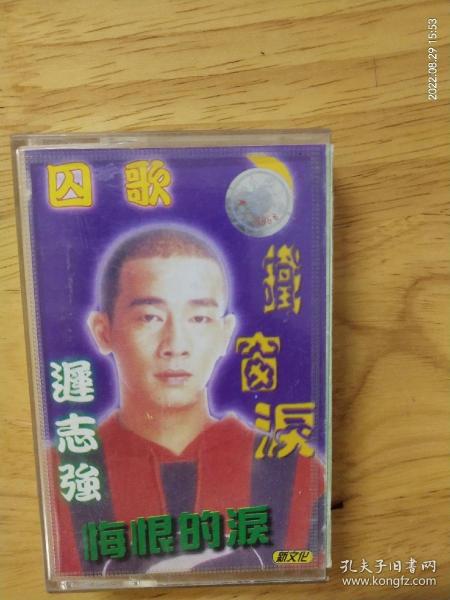 2022.08.29 15:53
囚歌
鐵窗淚
遲志強
悔恨的淚
新文化
孔夫子旧书网
www.kongfz.com